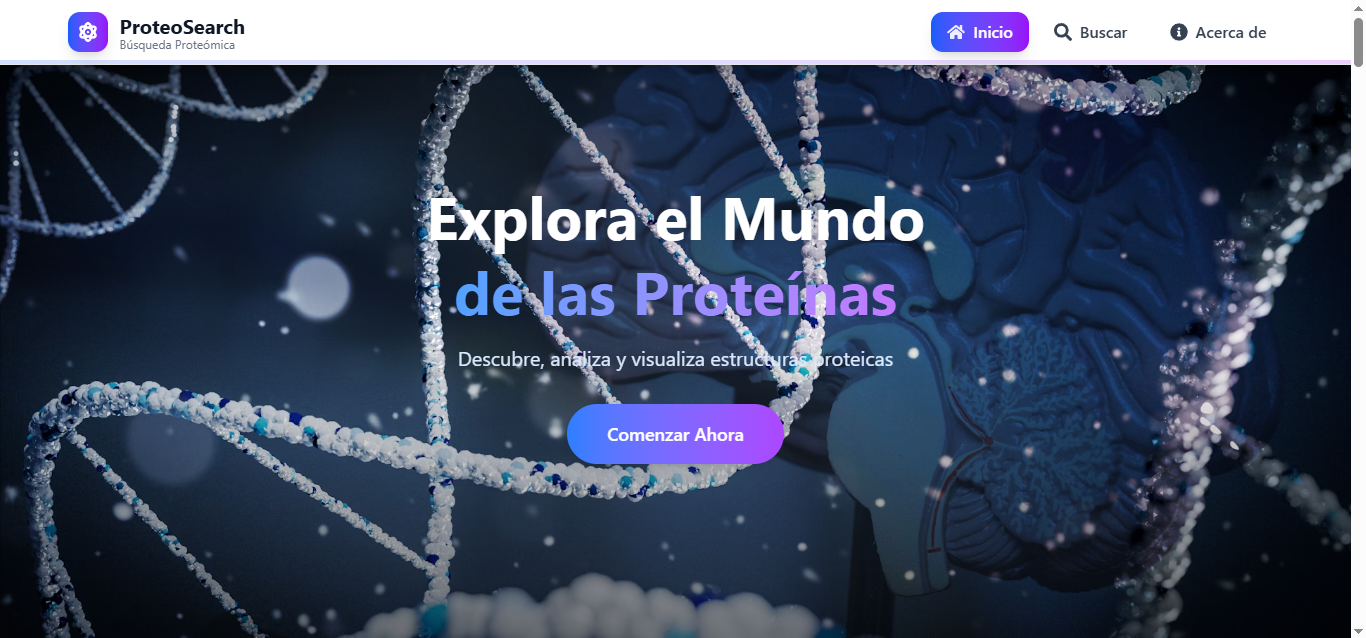 ProteoSearch
Búsqueda Proteómica
Inicio
Buscar
Acerca de
Explora el Mundo
de las Proteínas
Descubre, analiza y visualiza estructuras proteicas
Comenzar Ahora